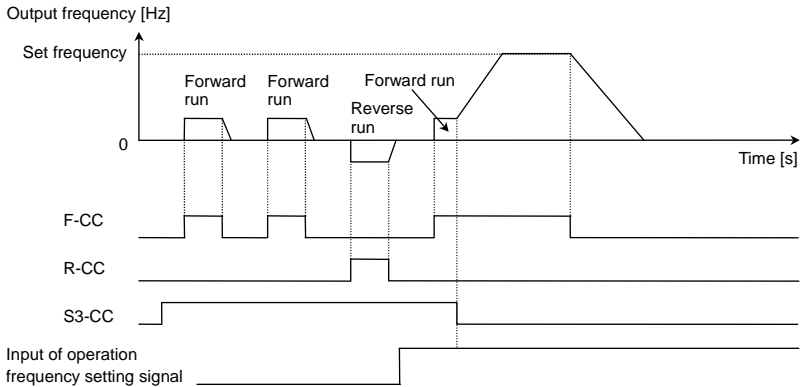 Output frequency [Hz]
Set frequency
Forward run
Forward
run
Forward
run
Reverse
run
0
Time [s]
F-CC
R-CC
S3-CC
Input of operation
frequency setting signal